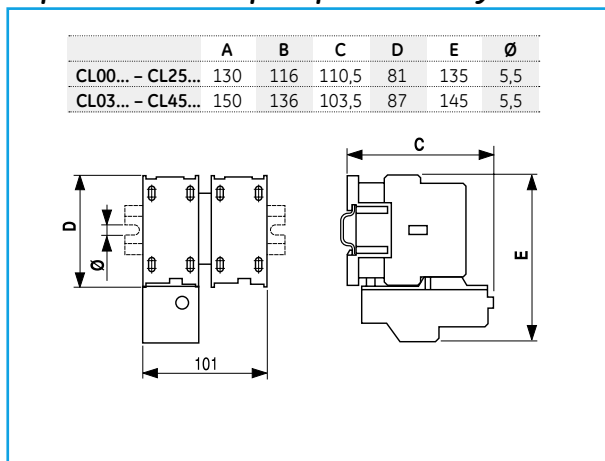 A B C D E Ø
CL00... – CL25... 130 116 110,5 81 135 5,5
CL03... – CL45... 150 136 103,5 87 145 5,5
C
D
Ø
E
101